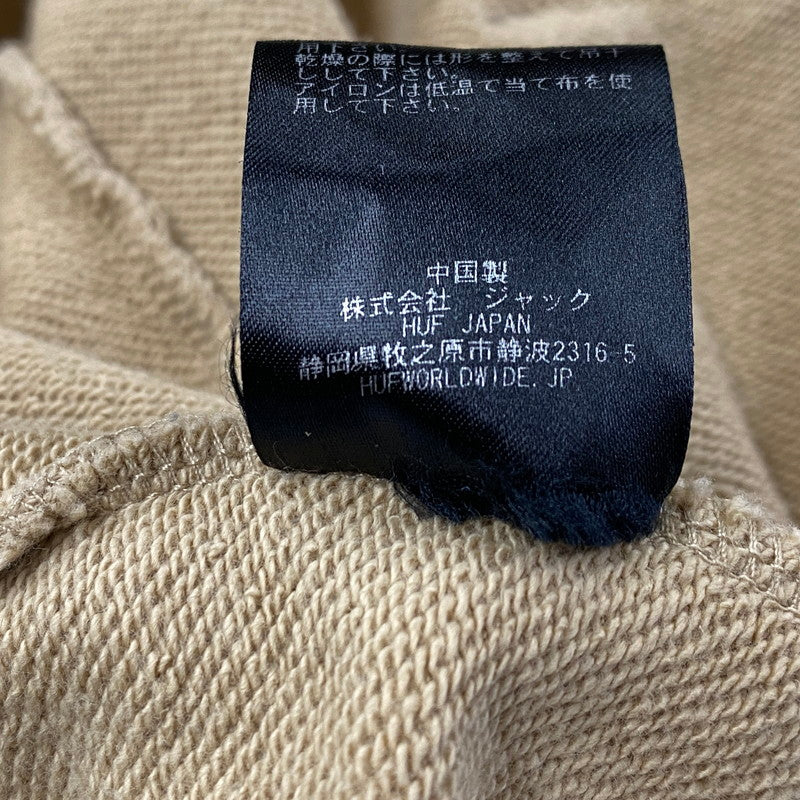 用下さい。
乾燥の際には形を整えて吊す
ししして下さい。
アイロンは低温で当て布を使
用して下さい。
中国製
株式会社 ジャック
HUF JAPAN
静岡県牧之原市静波2316-5
HUFWORLDWIDE.JP